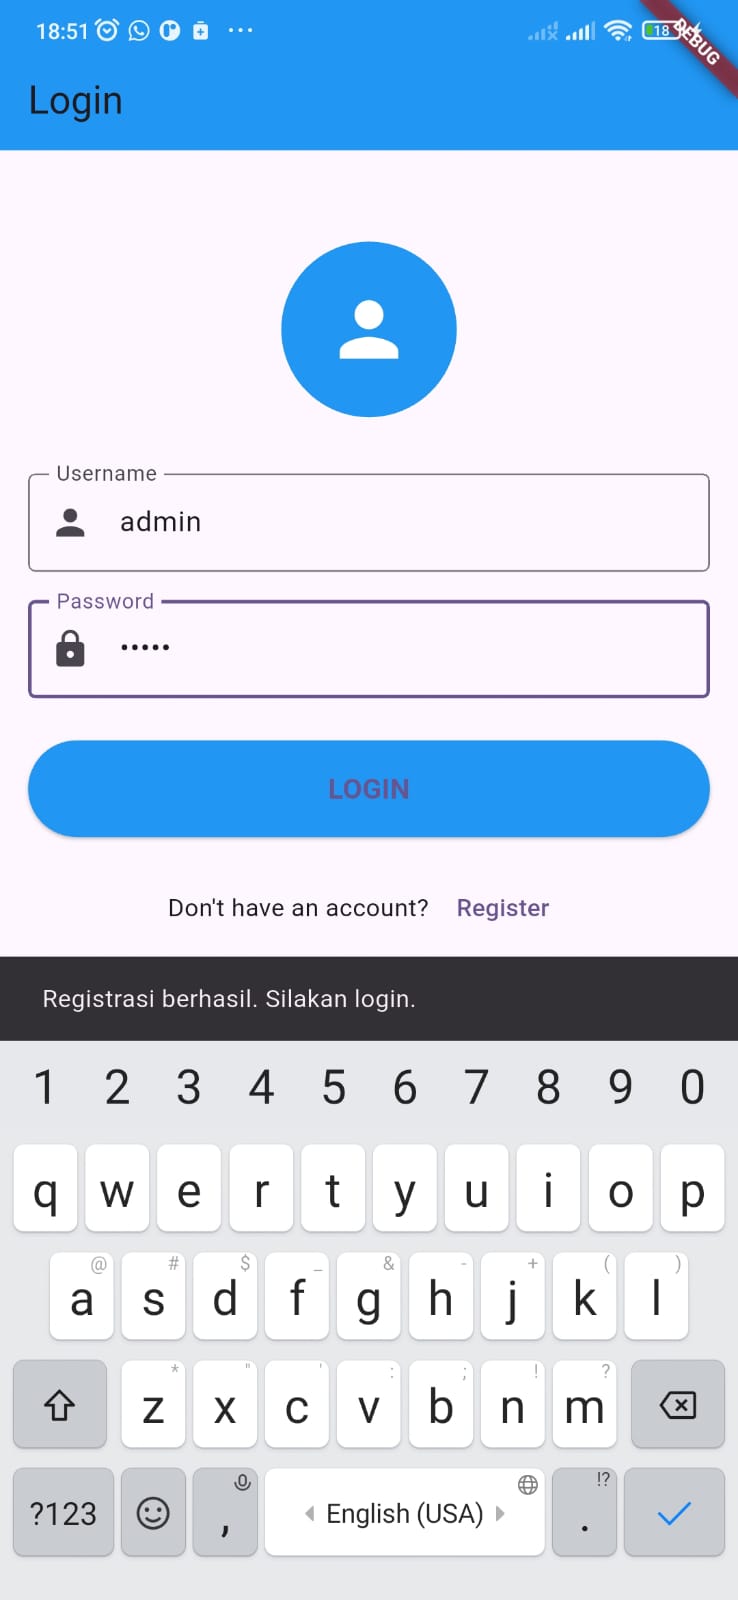 18:51
18
DEBUG
Login
Username
admin
Password
•••••
LOGIN
Don't have an account? Register
Registrasi berhasil. Silakan login.
1 2 3 4 5 6 7 8 9 0
q w e r t y u i o p
@ # $ _ & - + ( )
a s d f g h j k l
* " ' : ; ! ?
z x c v b n m
!?
?123 , English (USA) .